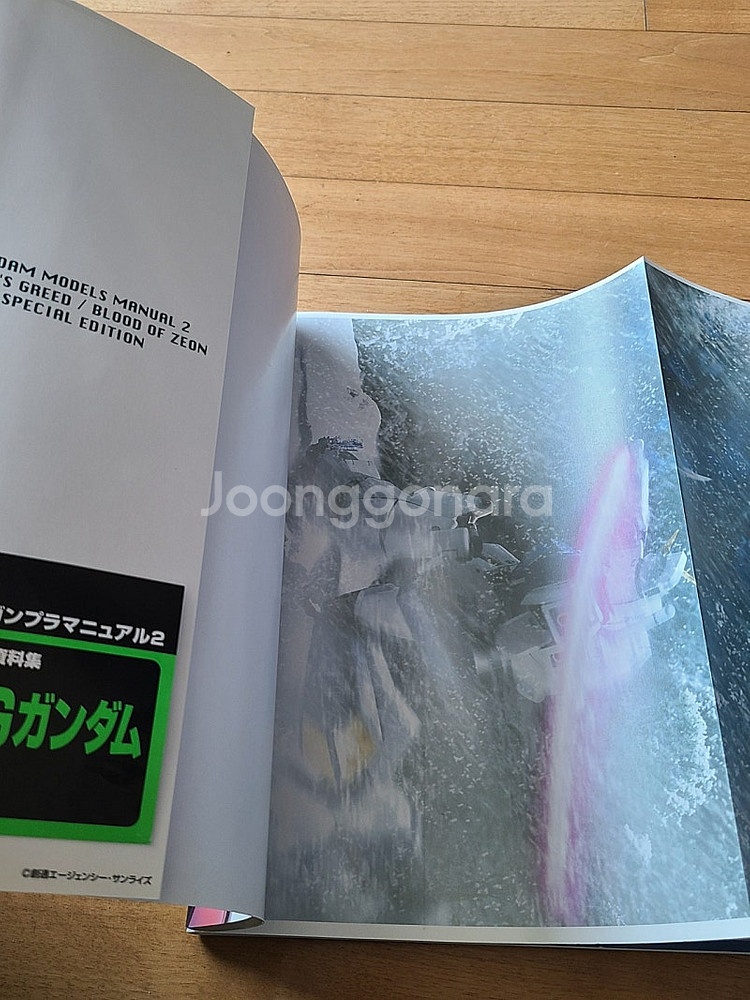 DAM MODELS MANUAL 2
'S GREED / BLOOD OF ZEON
SPECIAL EDITION
Joonggonara
ンプラマニュアル2
資料集
Gガンダム
©創通エージェンシー・サンライズ